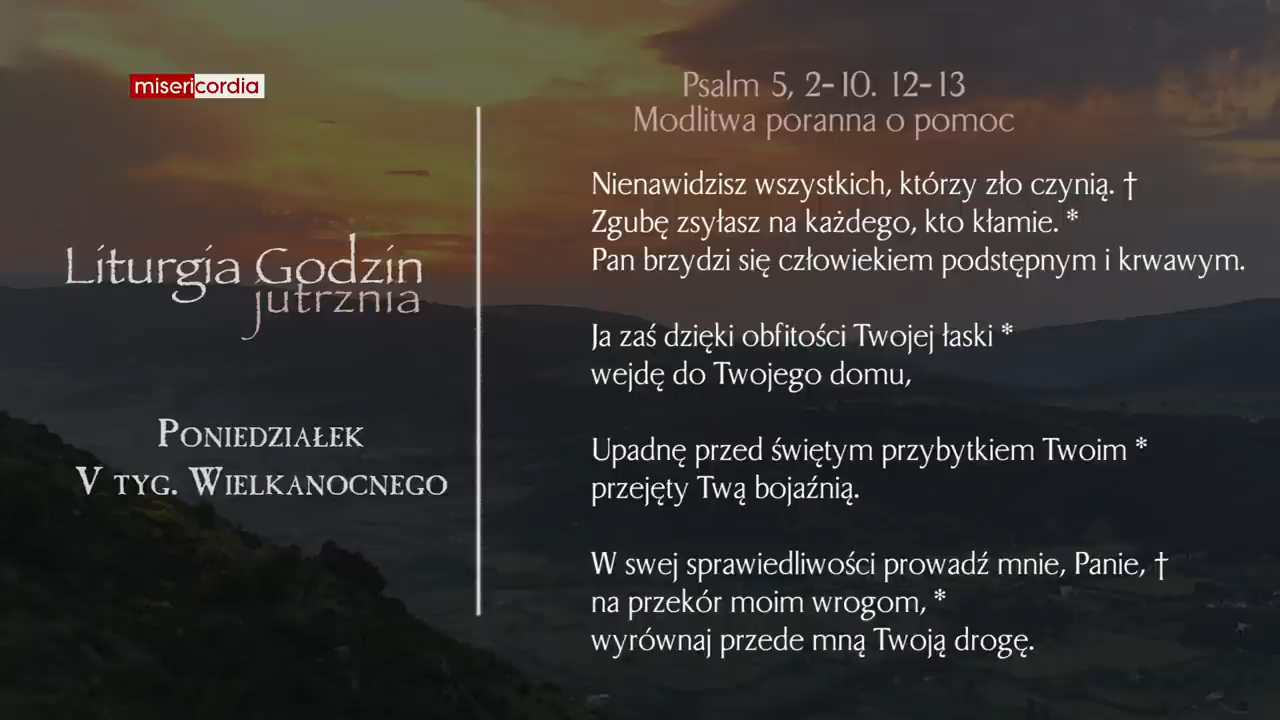 misericordia
Liturgia Godzin
jutrznia
Poniedziałek
V tyg. Wielkanocnego
Psalm 5, 2-10. 12-13
Modlitwa poranna o pomoc
Nienawidzisz wszystkich, którzy zło czynią. †
Zgubę zsyłasz na każdego, kto kłamie. *
Pan brzydzi się człowiekiem podstępnym i krwawym.
Ja zaś dzięki obfitości Twojej łaski *
wejdę do Twojego domu,
Upadnę przed świętym przybytkiem Twoim *
przejęty Twą bojaźnią.
W swej sprawiedliwości prowadź mnie, Panie, †
na przekór moim wrogom, *
wyrównaj przede mną Twoją drogę.